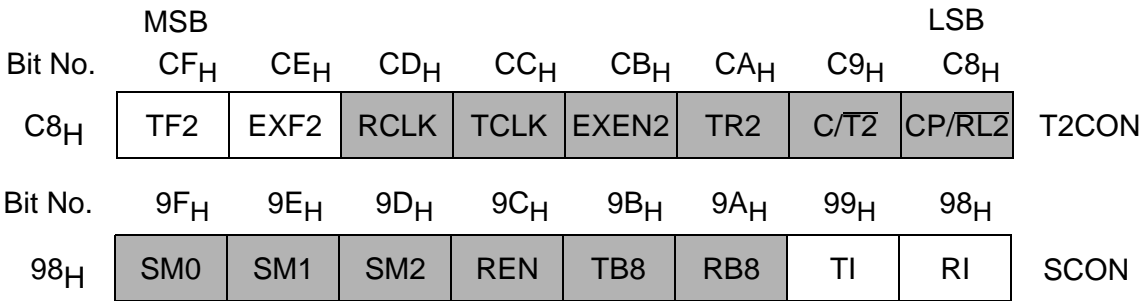 MSB LSB
Bit No. CFH CEH CDH CCH CBH CAH C9H C8H
C8H TF2 EXF2 RCLK TCLK EXEN2 TR2 C/T2 CP/RL2 T2CON
Bit No. 9FH 9EH 9DH 9CH 9BH 9AH 99H 98H
98H SM0 SM1 SM2 REN TB8 RB8 TI RI SCON